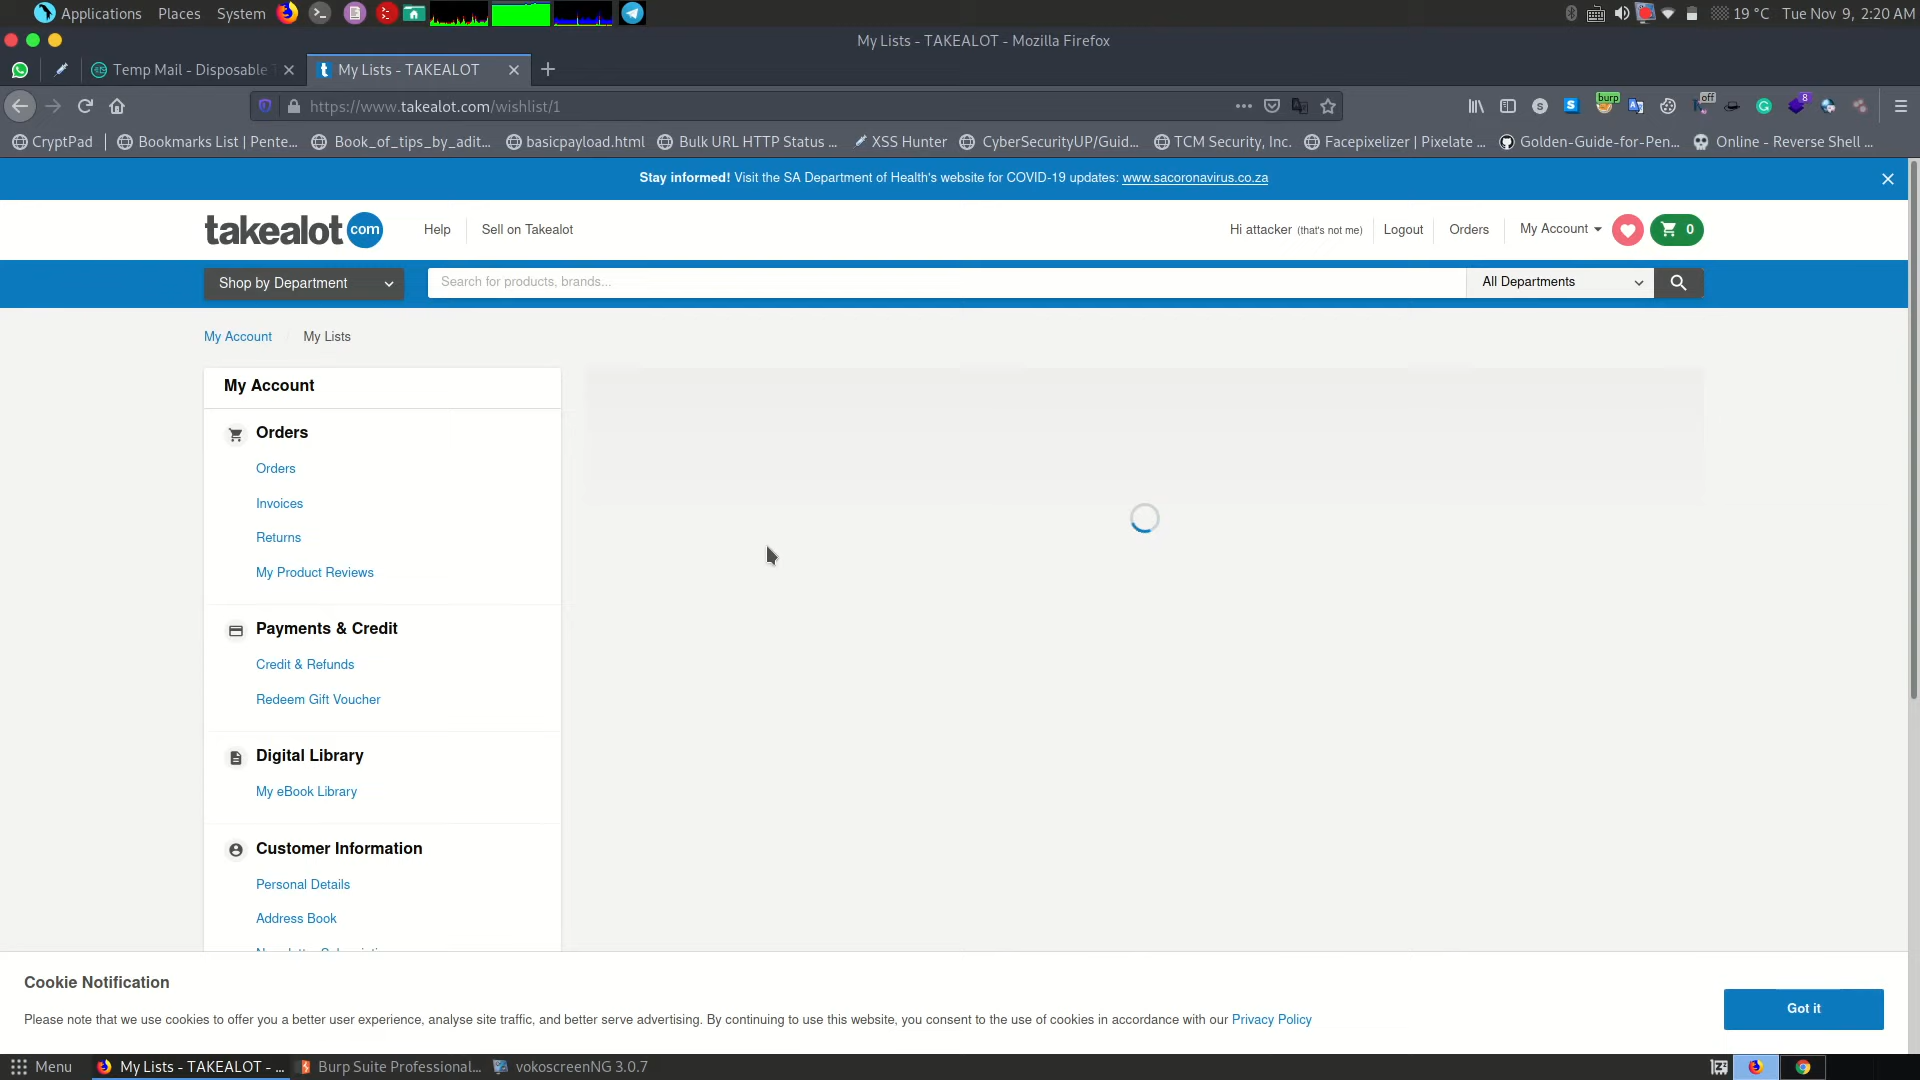 Applications Places System 19 °C Tue Nov 9, 2:20 AM
My Lists - TAKEALOT - Mozilla Firefox
Temp Mail - Disposable My Lists - TAKEALOT
https://www.takealot.com/wishlist/1 burp off 8
CryptPad Bookmarks List | Pente... Book_of_tips_by_adit... basicpayload.html Bulk URL HTTP Status ... XSS Hunter CyberSecurityUP/Guid... TCM Security, Inc. Facepixelizer | Pixelate ... Golden-Guide-for-Pen... Online - Reverse Shell ...
Stay informed! Visit the SA Department of Health's website for COVID-19 updates: www.sacoronavirus.co.za
takealot com Help Sell on Takealot Hi attacker (that's not me) Logout Orders My Account 0
Shop by Department Search for products, brands... All Departments
My Account My Lists
My Account
Orders
Orders
Invoices
Returns
My Product Reviews
Payments & Credit
Credit & Refunds
Redeem Gift Voucher
Digital Library
My eBook Library
Customer Information
Personal Details
Address Book
Cookie Notification
Please note that we use cookies to offer you a better user experience, analyse site traffic, and better serve advertising. By continuing to use this website, you consent to the use of cookies in accordance with our Privacy Policy
Got it
Menu My Lists - TAKEALOT - ... Burp Suite Professional... vokoscreenNG 3.0.7